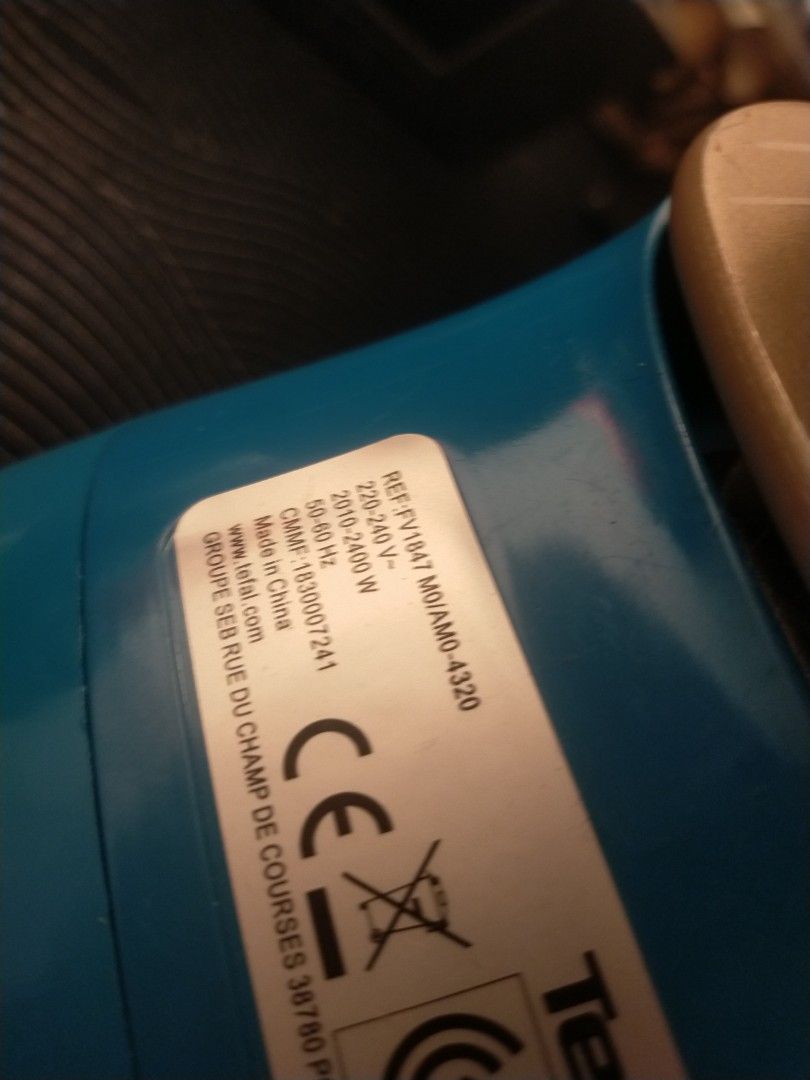 REF:FV1847 M0/AM0-4320
220-240 V~
2010-2400 W
50-60 Hz
CMMF:1830007241
Made in China
www.tefal.com
GROUPE SEB RUE DU CHAMP DE COURSES 38780
CE